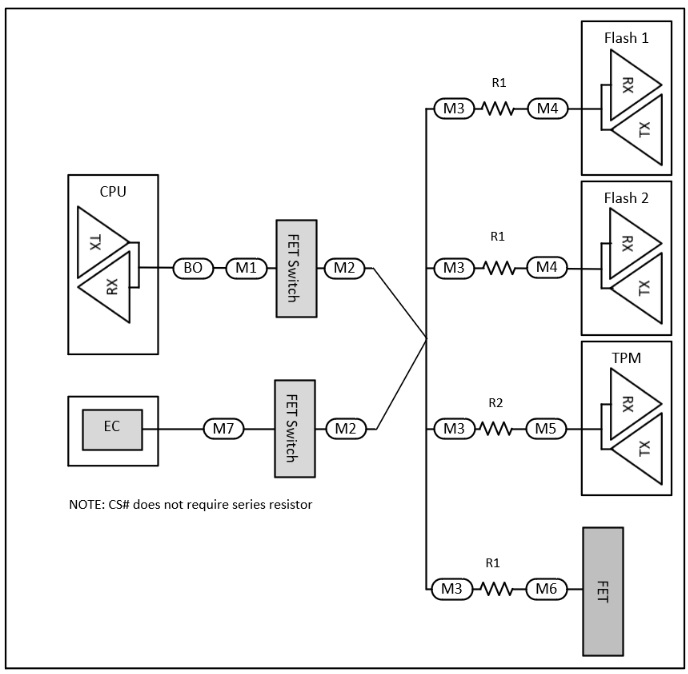 Flash 1
RX
TX
R1
M3
M4
CPU
TX
RX
BO
M1
FET Switch
M2
Flash 2
RX
TX
R1
M3
M4
EC
M7
FET Switch
M2
TPM
RX
TX
R2
M3
M5
NOTE: CS# does not require series resistor
R1
M3
M6
FET